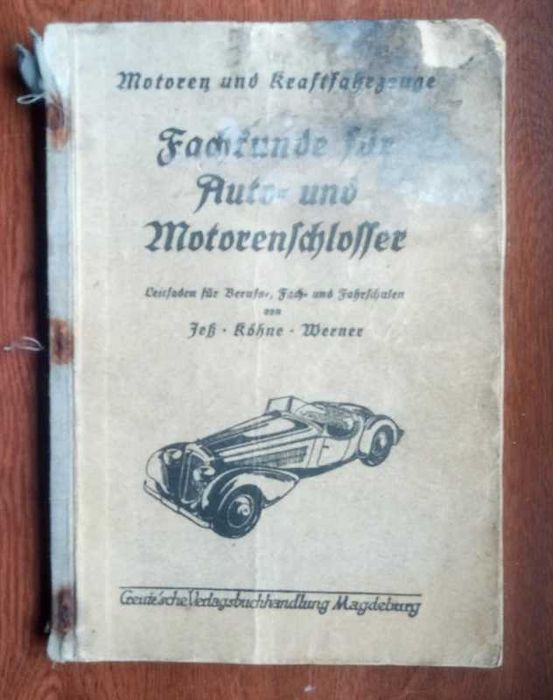 Motoren und Kraftfahrzeuge
Fachkunde für
Auto- und
Motorenschlosser
Leitfaden für Berufs-, Fach- und Fahrschulen
von
Jeß · Köhne · Werner
Creutz'sche Verlagsbuchhandlung Magdeburg